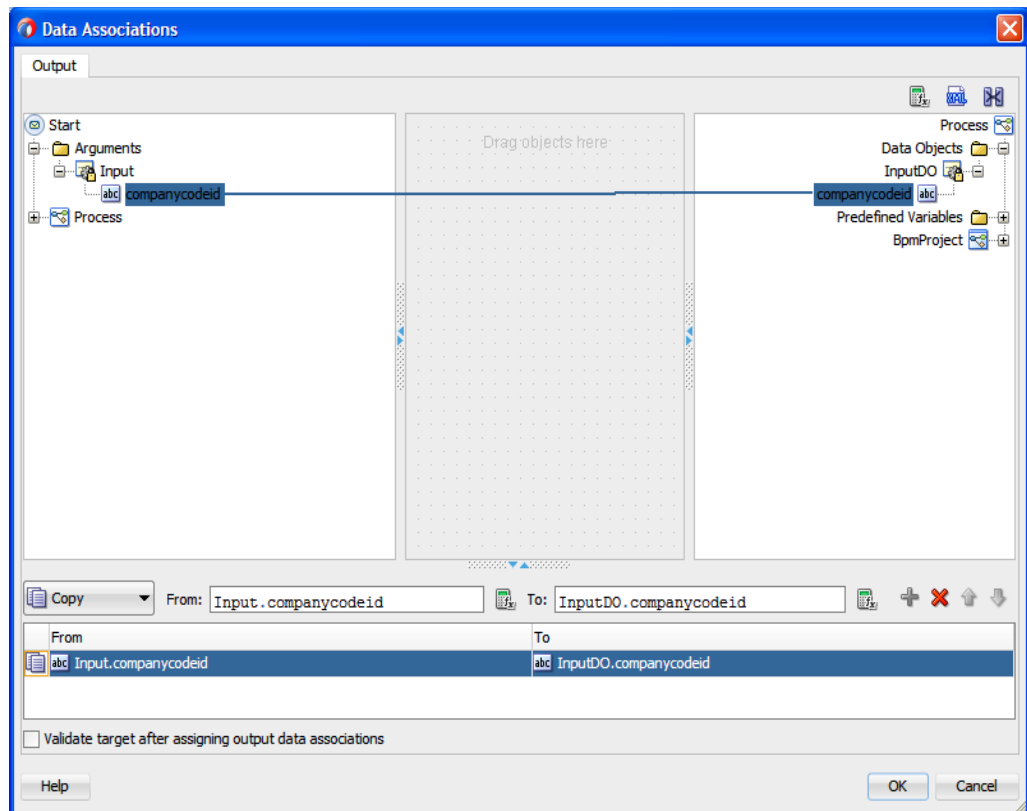 Data Associations
Output
XSL
Start
Process
Arguments
Data Objects
Input
InputDO
abc companycodeid
companycodeid abc
Process
Predefined Variables
BpmProject
Drag objects here
Copy
From: Input.companycodeid
To: InputDO.companycodeid
From
To
abc Input.companycodeid
abc InputDO.companycodeid
Validate target after assigning output data associations
Help
OK
Cancel